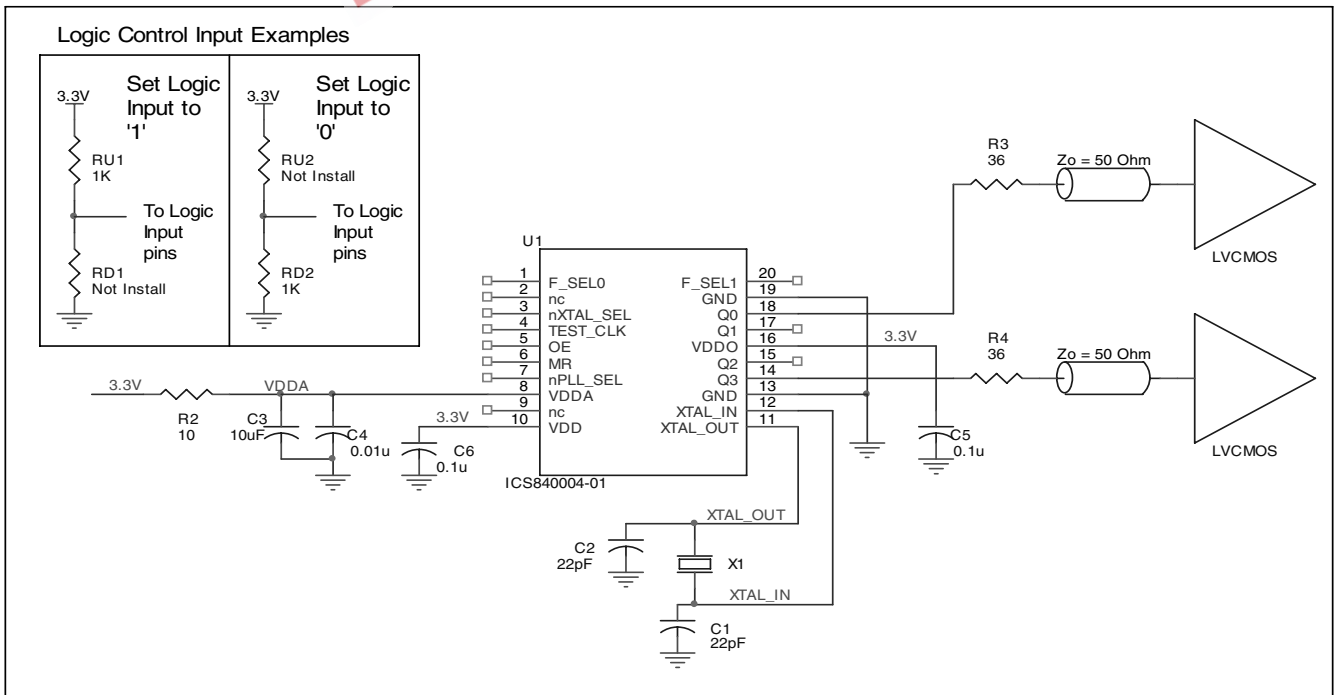 Logic Control Input Examples
Set Logic
Input to
'1'
3.3V
RU1
1K
To Logic
Input
pins
RD1
Not Install
Set Logic
Input to
'0'
3.3V
RU2
Not Install
To Logic
Input
pins
RD2
1K
U1
1 F_SEL0
2 nc
3 nXTAL_SEL
4 TEST_CLK
5 OE
6 MR
7 nPLL_SEL
8 VDDA
9 nc
10 VDD
F_SEL1 20
GND 19
Q0 18
Q1 17
VDDO 16
Q2 15
Q3 14
GND 13
XTAL_IN 12
XTAL_OUT 11
ICS840004-01
3.3V
R2
10
VDDA
C3
10uF
C4
0.01u
3.3V
C6
0.1u
R3
36
Zo = 50 Ohm
LVCMOS
3.3V
R4
36
Zo = 50 Ohm
LVCMOS
C5
0.1u
XTAL_OUT
C2
22pF
X1
XTAL_IN
C1
22pF